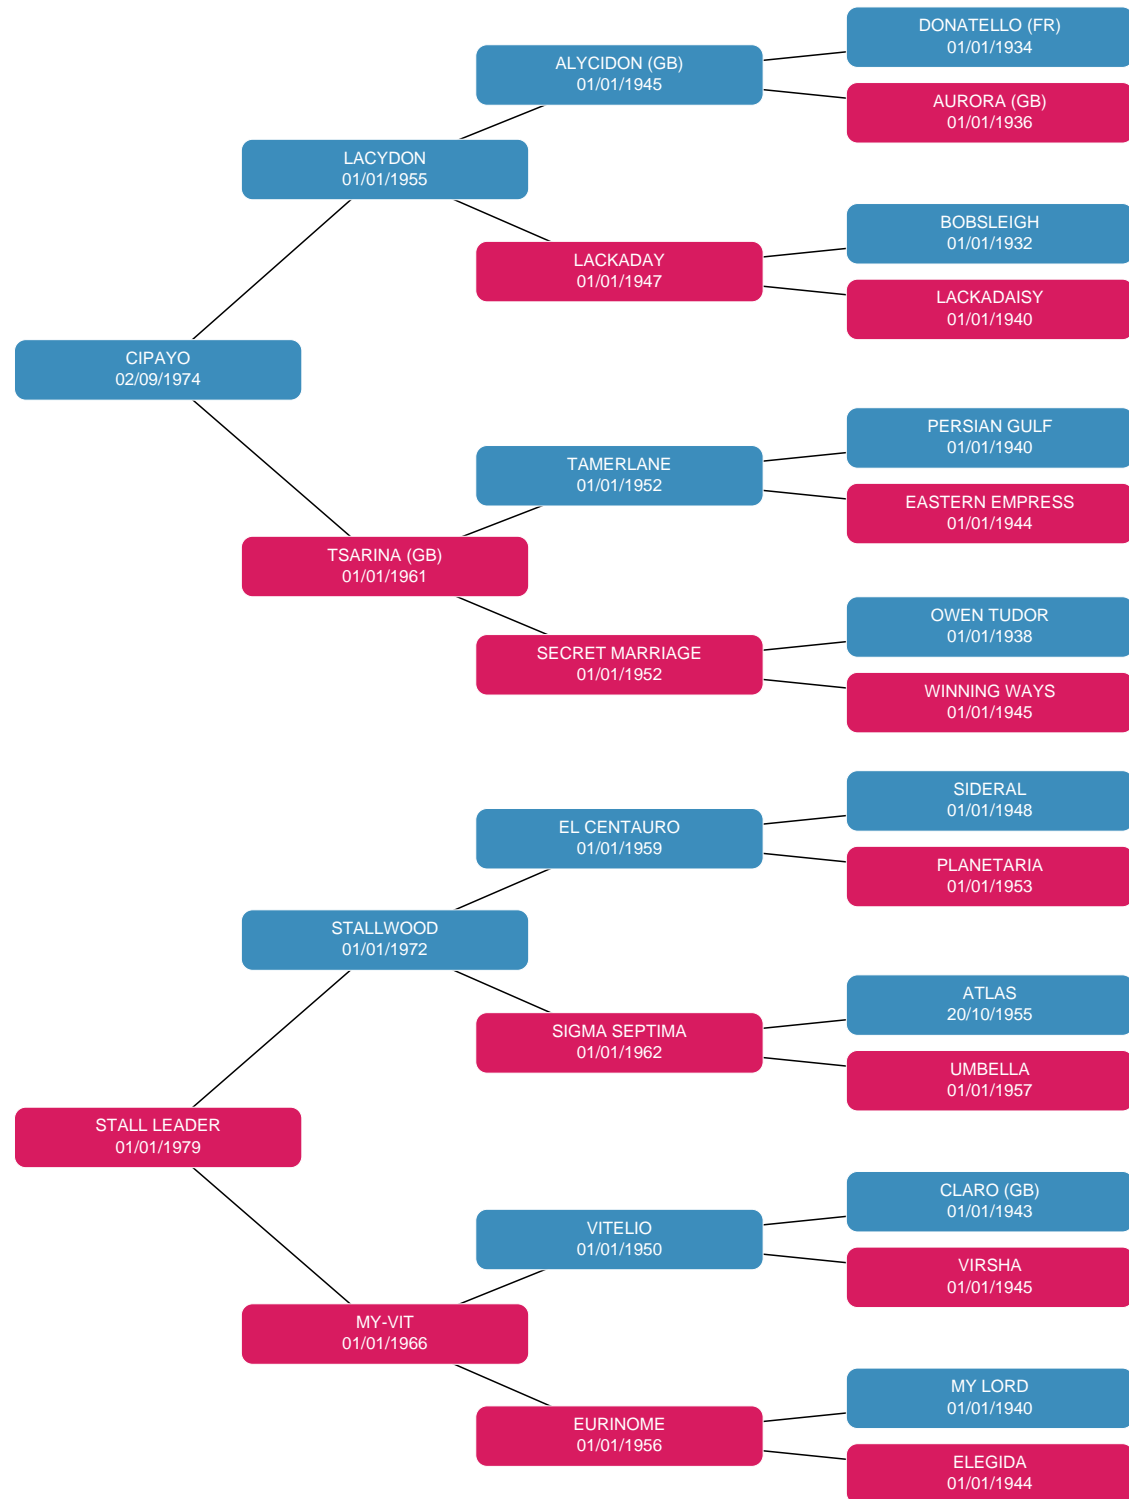 DONATELLO (FR)
01/01/1934
ALYCIDON (GB)
01/01/1945
AURORA (GB)
01/01/1936
LACYDON
01/01/1955
BOBSLEIGH
01/01/1932
LACKADAY
01/01/1947
LACKADAISY
01/01/1940
CIPAYO
02/09/1974
PERSIAN GULF
01/01/1940
TAMERLANE
01/01/1952
EASTERN EMPRESS
01/01/1944
TSARINA (GB)
01/01/1961
OWEN TUDOR
01/01/1938
SECRET MARRIAGE
01/01/1952
WINNING WAYS
01/01/1945
SIDERAL
01/01/1948
EL CENTAURO
01/01/1959
PLANETARIA
01/01/1953
STALLWOOD
01/01/1972
ATLAS
20/10/1955
SIGMA SEPTIMA
01/01/1962
UMBELLA
01/01/1957
STALL LEADER
01/01/1979
CLARO (GB)
01/01/1943
VITELIO
01/01/1950
VIRSHA
01/01/1945
MY-VIT
01/01/1966
MY LORD
01/01/1940
EURINOME
01/01/1956
ELEGIDA
01/01/1944